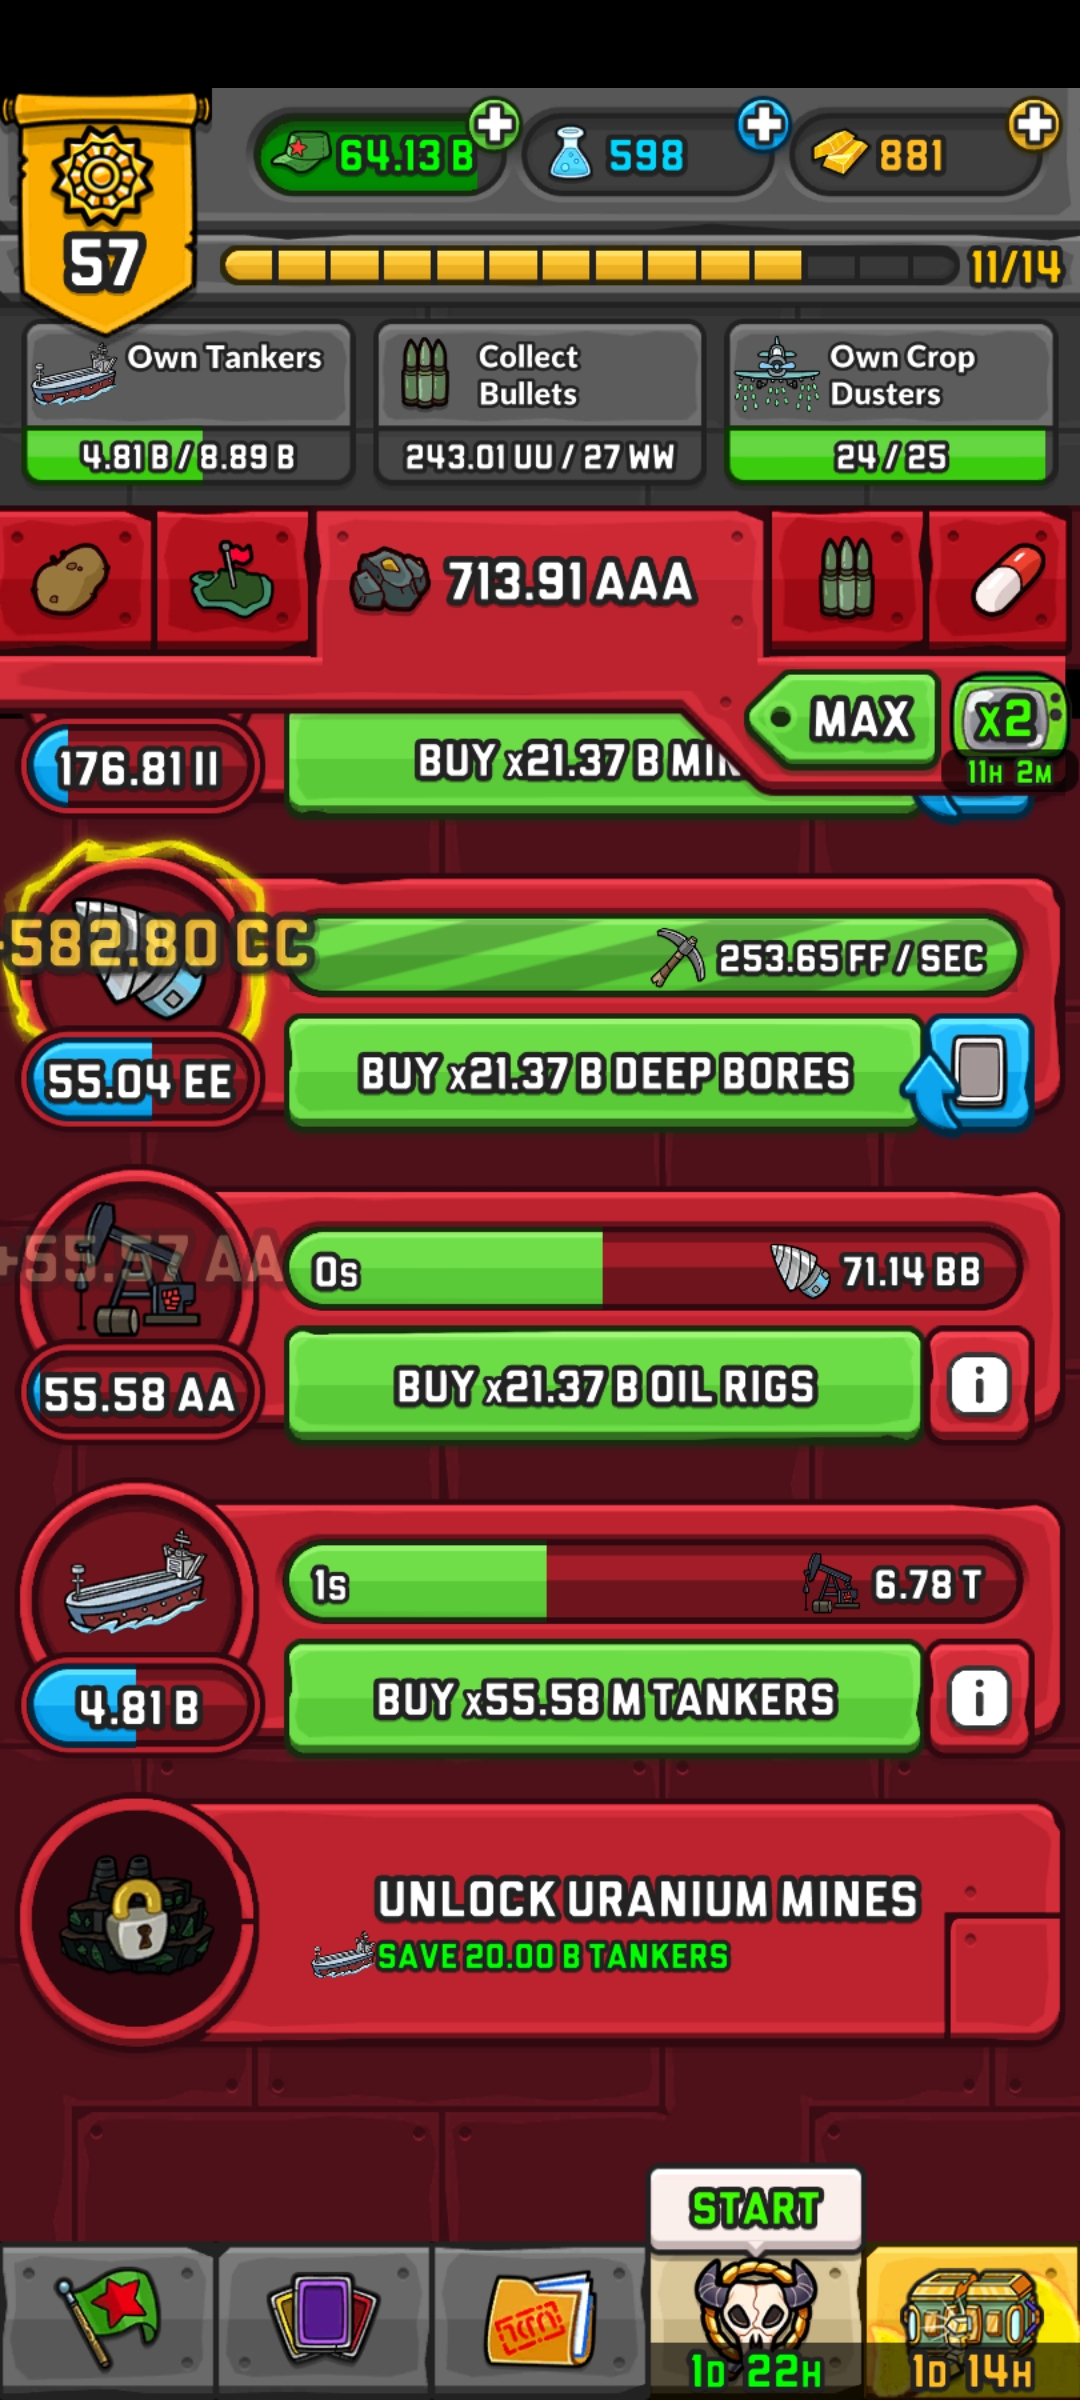 64.13 B
598
881
57
11/14
Own Tankers
4.81 B / 8.89 B
Collect
Bullets
243.01 UU / 27 WW
Own Crop
Dusters
24 / 25
713.91 AAA
MAX
x2
11H 2M
176.81 II
BUY x21.37 B MIN
+582.80 CC
253.65 FF / SEC
55.04 EE
BUY x21.37 B DEEP BORES
+55.57 AA
0s
71.14 BB
55.58 AA
BUY x21.37 B OIL RIGS
i
1s
6.78 T
4.81 B
BUY x55.58 M TANKERS
i
UNLOCK URANIUM MINES
SAVE 20.00 B TANKERS
START
1D 22H
1D 14H